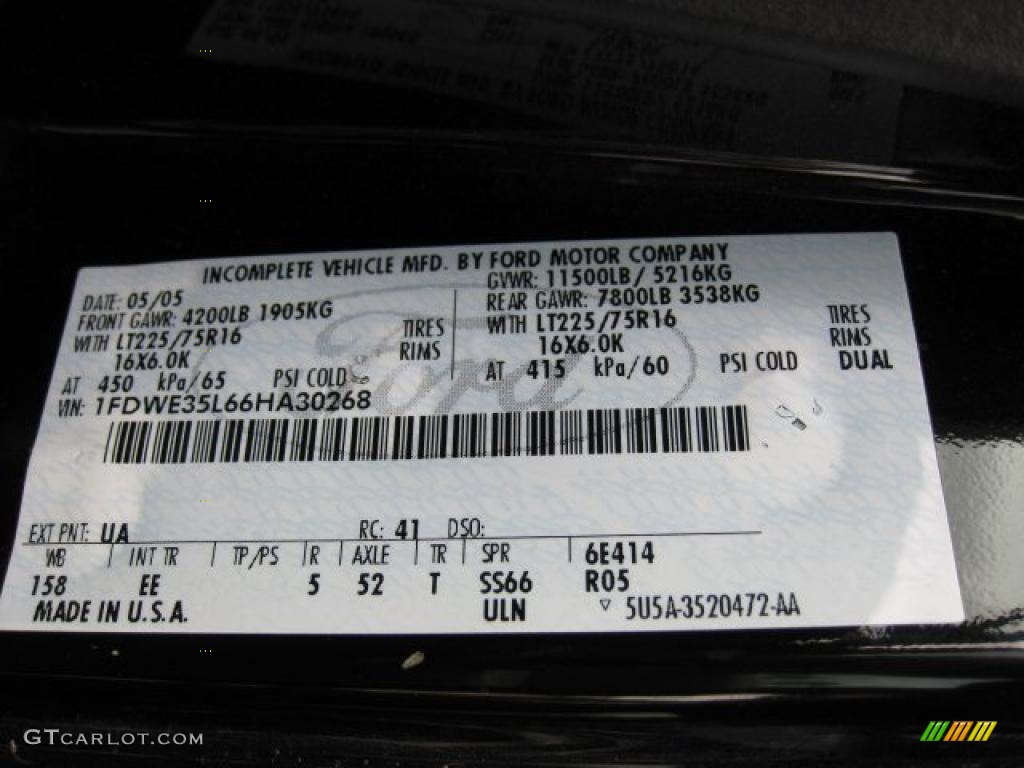 INCOMPLETE VEHICLE MFD. BY FORD MOTOR COMPANY
DATE: 05/05 GVWR: 11500LB/ 5216KG
FRONT GAWR: 4200LB 1905KG REAR GAWR: 7800LB 3538KG
WITH LT225/75R16 TIRES WITH LT225/75R16 TIRES
16X6.0K RIMS 16X6.0K RIMS
AT 450 kPa/65 PSI COLD AT 415 kPa/60 PSI COLD DUAL
VIN: 1FDWE35L66HA30268
Ford
EXT PNT: UA RC: 41 DSO:
WB INT TR TP/PS R AXLE TR SPR 6E414
158 EE 5 52 T SS66 R05
MADE IN U.S.A. ULN ▽ 5U5A-3520472-AA
GTCARLOT.COM